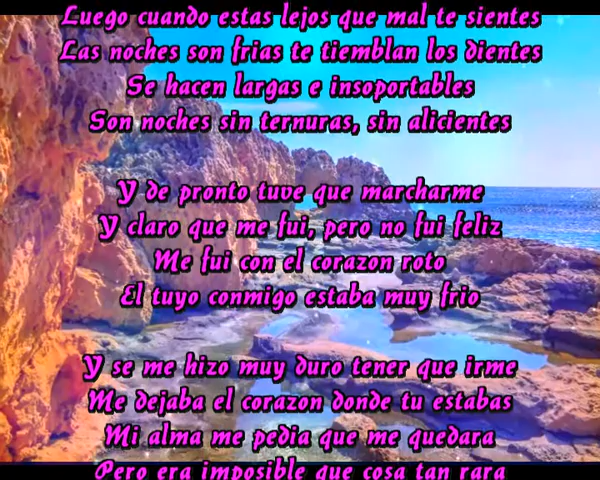 Luego cuando estas lejos que mal te sientes
Las noches son frias te tiemblan los dientes
Se hacen largas e insoportables
Son noches sin ternuras, sin alicientes
Y de pronto tuve que marcharme
Y claro que me fui, pero no fui feliz
Me fui con el corazon roto
El tuyo conmigo estaba muy frio
Y se me hizo muy duro tener que irme
Me dejaba el corazon donde tu estabas
Mi alma me pedia que me quedara
Pero era imposible que cosa tan rara